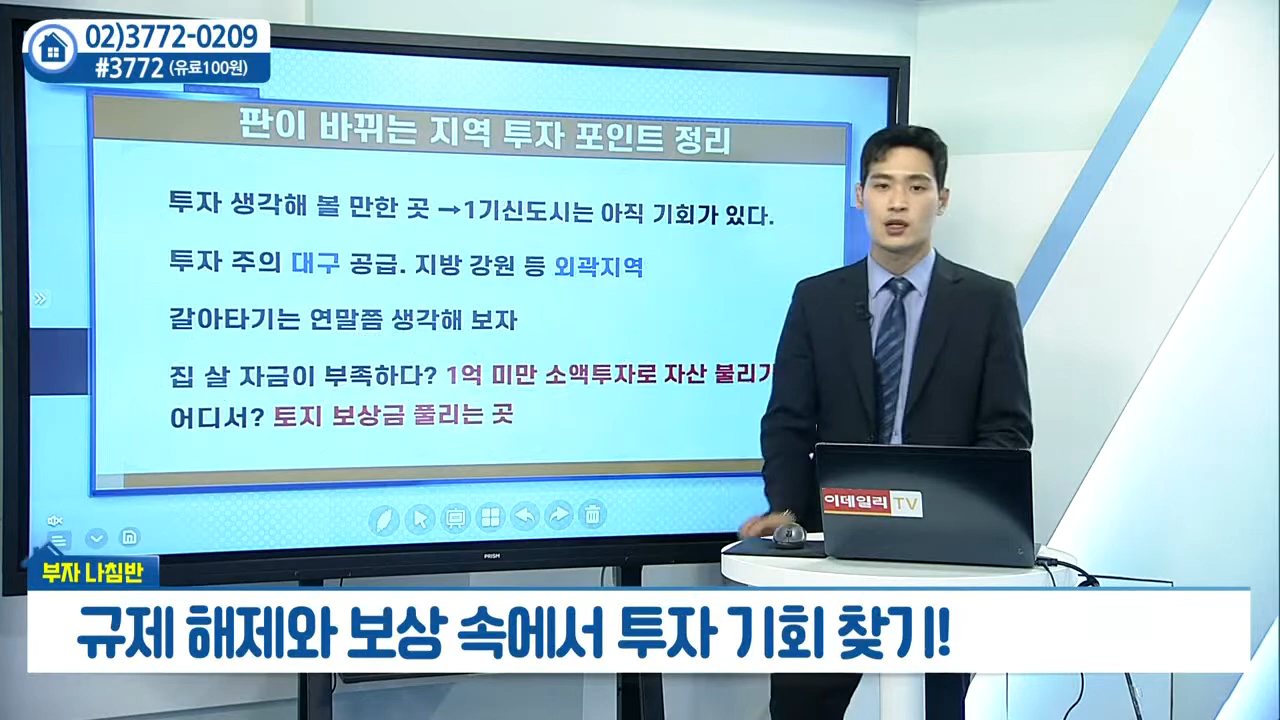 02)3772-0209
#3772 (유료100원)
판이 바뀌는 지역 투자 포인트 정리
투자 생각해 볼 만한 곳 →1기신도시는 아직 기회가 있다.
투자 주의 대구 공급. 지방 강원 등 외곽지역
갈아타기는 연말쯤 생각해 보자
집 살 자금이 부족하다? 1억 미만 소액투자로 자산 불리기
어디서? 토지 보상금 풀리는 곳
PRISM
이데일리TV
부자 나침반
규제 해제와 보상 속에서 투자 기회 찾기!